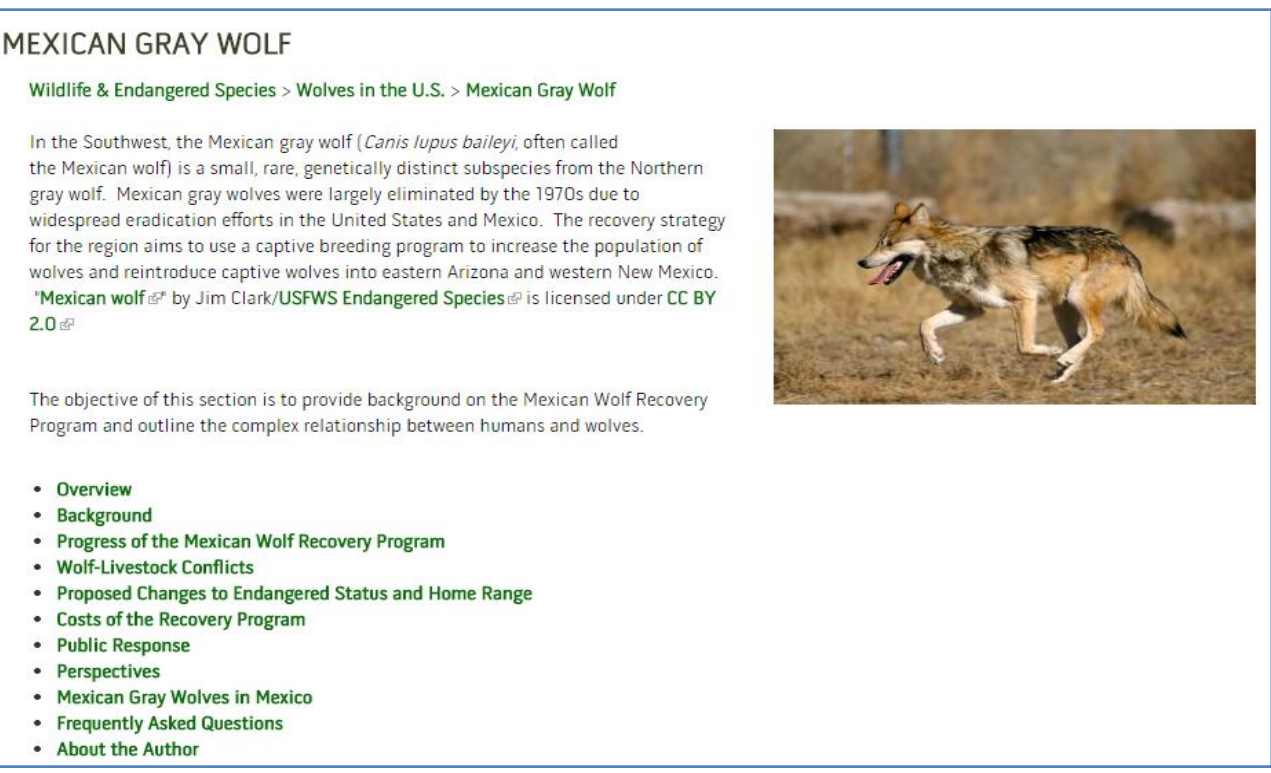 MEXICAN GRAY WOLF
Wildlife & Endangered Species > Wolves in the U.S. > Mexican Gray Wolf
In the Southwest, the Mexican gray wolf (Canis lupus baileyi, often called
the Mexican wolf) is a small, rare, genetically distinct subspecies from the Northern
gray wolf.  Mexican gray wolves were largely eliminated by the 1970s due to
widespread eradication efforts in the United States and Mexico.  The recovery strategy
for the region aims to use a captive breeding program to increase the population of
wolves and reintroduce captive wolves into eastern Arizona and western New Mexico.
"Mexican wolf" by Jim Clark/USFWS Endangered Species is licensed under CC BY
2.0
The objective of this section is to provide background on the Mexican Wolf Recovery
Program and outline the complex relationship between humans and wolves.
• Overview
• Background
• Progress of the Mexican Wolf Recovery Program
• Wolf-Livestock Conflicts
• Proposed Changes to Endangered Status and Home Range
• Costs of the Recovery Program
• Public Response
• Perspectives
• Mexican Gray Wolves in Mexico
• Frequently Asked Questions
• About the Author